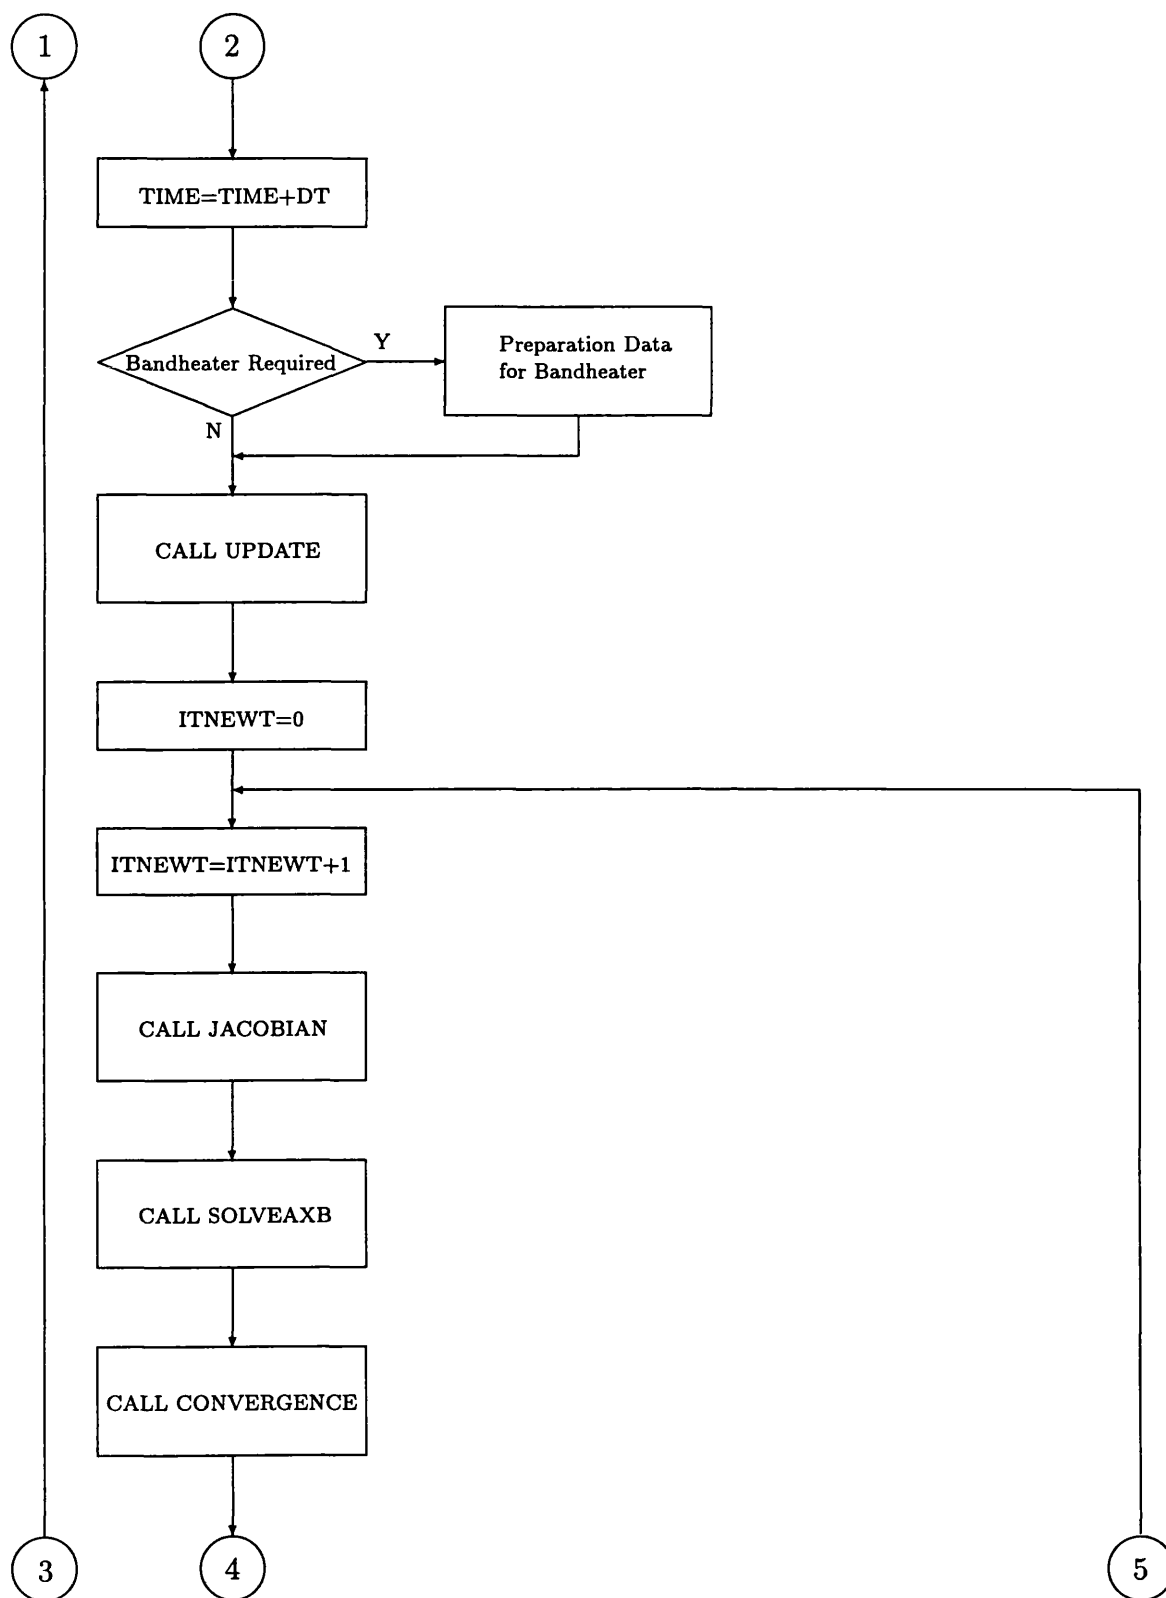 1
2
TIME=TIME+DT
Bandheater Required
Y
Preparation Data
for Bandheater
N
CALL UPDATE
ITNEWT=0
ITNEWT=ITNEWT+1
CALL JACOBIAN
CALL SOLVEAXB
CALL CONVERGENCE
3
4
5